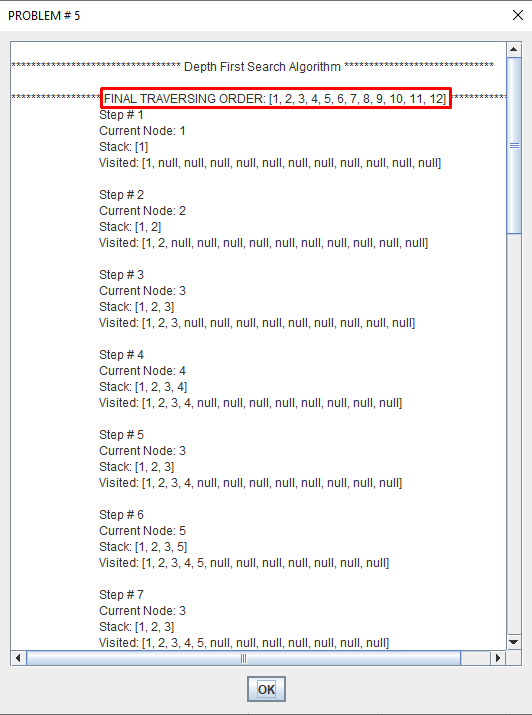 PROBLEM # 5
********************************** Depth First Search Algorithm ******************************
******************FINAL TRAVERSING ORDER: [1, 2, 3, 4, 5, 6, 7, 8, 9, 10, 11, 12]************
Step # 1
Current Node: 1
Stack: [1]
Visited: [1, null, null, null, null, null, null, null, null, null, null, null]
Step # 2
Current Node: 2
Stack: [1, 2]
Visited: [1, 2, null, null, null, null, null, null, null, null, null, null]
Step # 3
Current Node: 3
Stack: [1, 2, 3]
Visited: [1, 2, 3, null, null, null, null, null, null, null, null, null]
Step # 4
Current Node: 4
Stack: [1, 2, 3, 4]
Visited: [1, 2, 3, 4, null, null, null, null, null, null, null, null]
Step # 5
Current Node: 3
Stack: [1, 2, 3]
Visited: [1, 2, 3, 4, null, null, null, null, null, null, null, null]
Step # 6
Current Node: 5
Stack: [1, 2, 3, 5]
Visited: [1, 2, 3, 4, 5, null, null, null, null, null, null, null]
Step # 7
Current Node: 3
Stack: [1, 2, 3]
Visited: [1, 2, 3, 4, 5, null, null, null, null, null, null, null]
OK